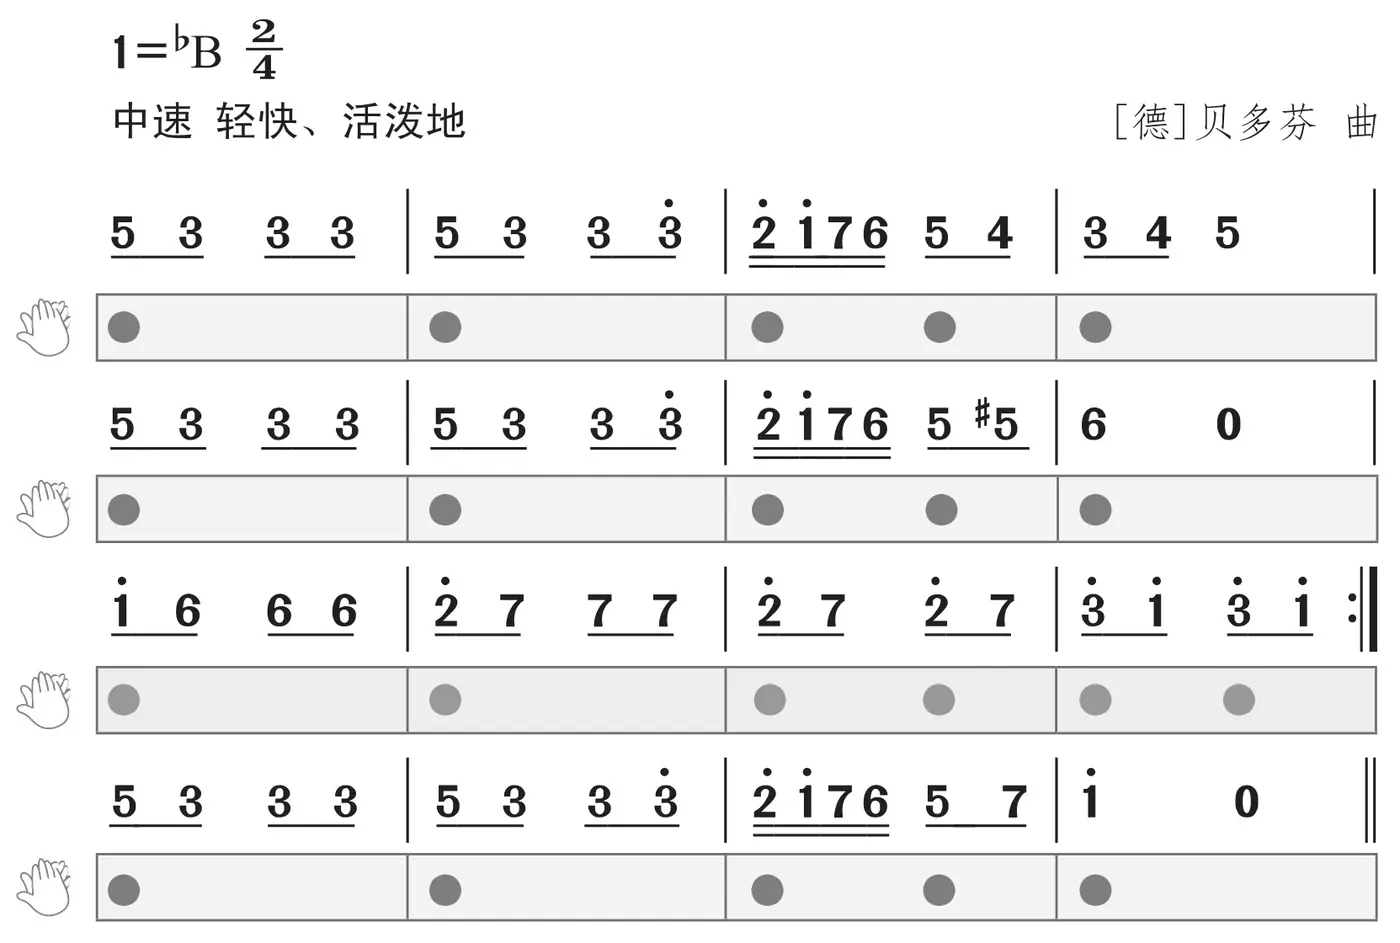 1=♭B 2/4
中速 轻快、活泼地
[德]贝多芬 曲
5 3 3 3 | 5 3 3 3̇ | 2̇ 1̇ 7 6 5 4 | 3 4 5 |
5 3 3 3 | 5 3 3 3̇ | 2̇ 1̇ 7 6 5 ♯5 | 6 0 |
1̇ 6 6 6 | 2̇ 7 7 7 | 2̇ 7 2̇ 7 | 3̇ 1̇ 3̇ 1̇ :‖
5 3 3 3 | 5 3 3 3̇ | 2̇ 1̇ 7 6 5 7 | 1̇ 0 ‖